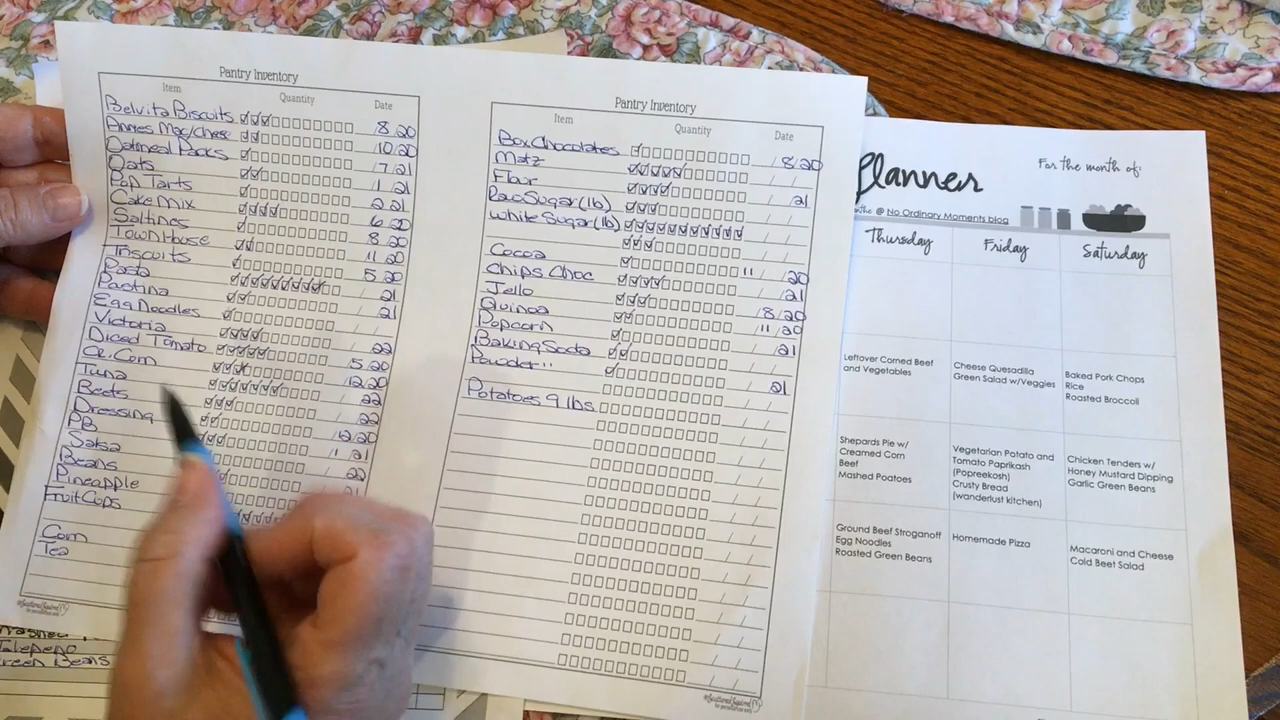 Pantry Inventory
Item Quantity Date
Belvita Biscuits 8/20
Annies Mac/Chese 10/20
Oatmeal Packs 7/21
Oats 1/21
Pop Tarts 2/21
Cake Mix 6/20
Saltines 8/20
Town House 11/20
Triscuits 5/20
Pasta /21
Pastina /21
Egg Noodles / /
Victoria /22
Diced Tomato 5/20
Cr. Corn 12/20
Tuna /22
Beets /22
Dressing 12/20
PB 1/21
Salsa /22
Beans
Pineapple
Fruit Cups
Corn
Tea
Pantry Inventory
Item Quantity Date
Box Chocolates 8/20
Matz / /
Flour /21
Sugar (lb) / /
White Sugar (lb) / /
Cocoa 11/20
Chips Choc /21
Jello 8/20
Quinoa 11/20
Popcorn /21
Baking Soda
Powder " /21
Potatoes 9 lbs
Planner
For the month of:
@ No Ordinary Moments blog
Thursday Friday Saturday
Leftover Corned Beef
and Vegetables
Cheese Quesadilla
Green Salad w/Veggies
Baked Pork Chops
Rice
Roasted Broccoli
Shepards Pie w/
Creamed Corn
Beef
Mashed Poatoes
Vegetarian Potato and
Tomato Paprikash
(Popreekosh)
Crusty Bread
(wanderlust kitchen)
Chicken Tenders w/
Honey Mustard Dipping
Garlic Green Beans
Ground Beef Stroganoff
Egg Noodles
Roasted Green Beans
Homemade Pizza
Macaroni and Cheese
Cold Beet Salad
Jalepeno
Green Beans